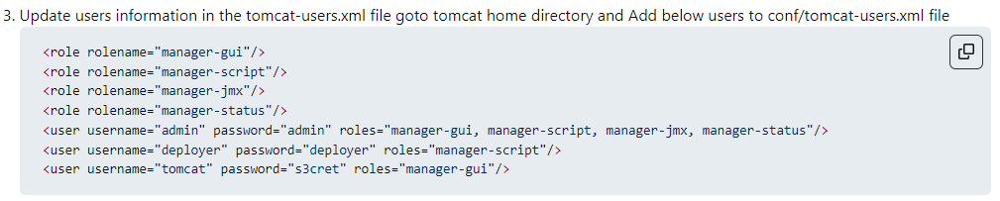 3. Update users information in the tomcat-users.xml file goto tomcat home directory and Add below users to conf/tomcat-users.xml file
<role rolename="manager-gui"/>
<role rolename="manager-script"/>
<role rolename="manager-jmx"/>
<role rolename="manager-status"/>
<user username="admin" password="admin" roles="manager-gui, manager-script, manager-jmx, manager-status"/>
<user username="deployer" password="deployer" roles="manager-script"/>
<user username="tomcat" password="s3cret" roles="manager-gui"/>